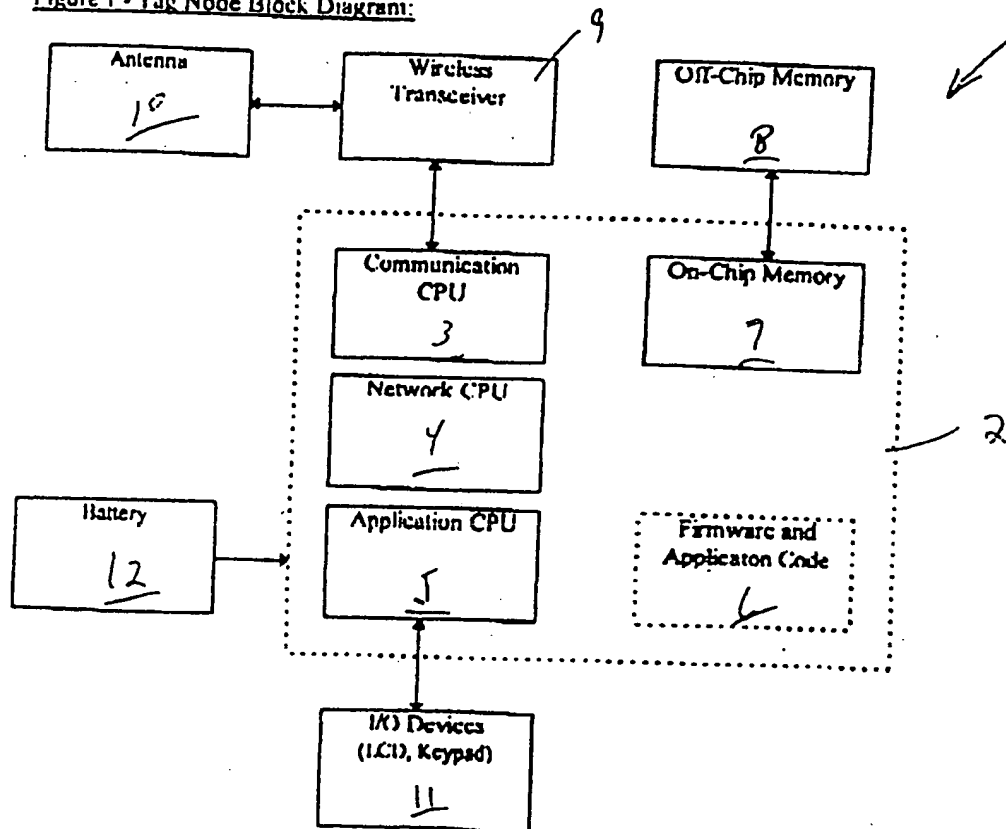 Figure 1 - Tag Node Block Diagram:
9
Antenna
10
Wireless
Transceiver
Off-Chip Memory
8
Communication
CPU
3
On-Chip Memory
7
Network CPU
4
2
Battery
12
Application CPU
5
Firmware and
Applicaton Code
6
I/O Devices
(LCD, Keypad)
11